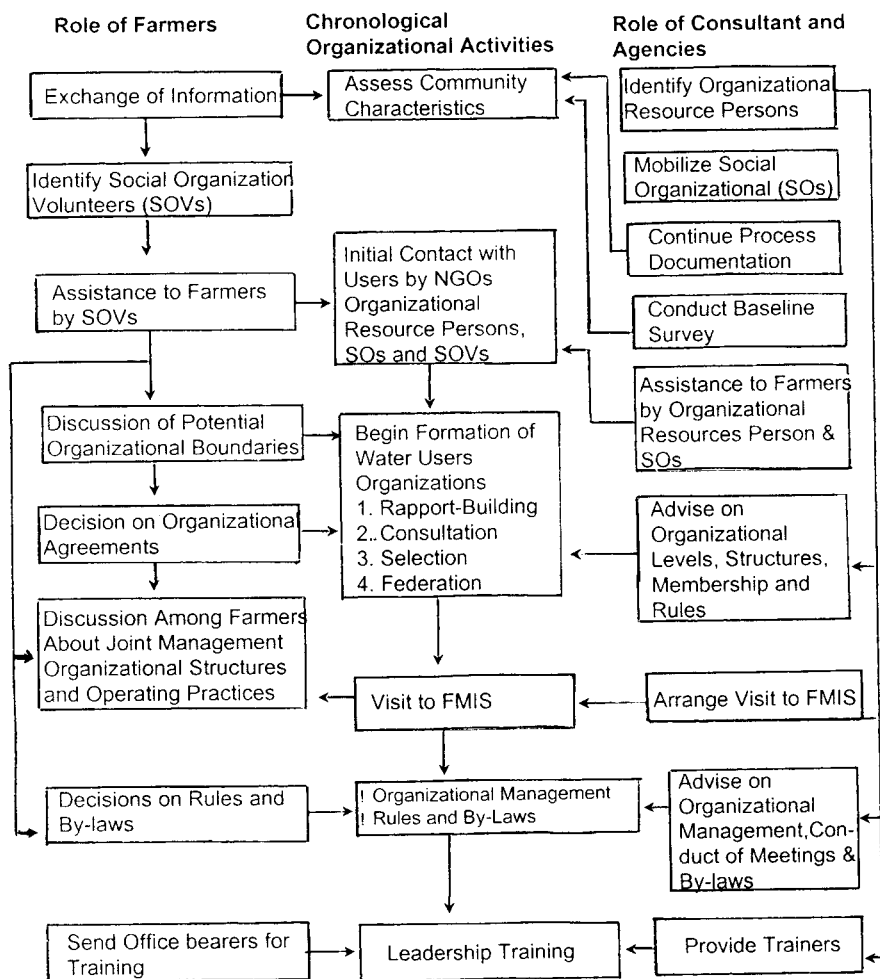 Role of Farmers
Chronological
Organizational Activities
Role of Consultant and
Agencies
Exchange of Information
Assess Community
Characteristics
Identify Organizational
Resource Persons
Identify Social Organization
Volunteers (SOVs)
Mobilize Social
Organizational (SOs)
Continue Process
Documentation
Assistance to Farmers
by SOVs
Initial Contact with
Users by NGOs
Organizational
Resource Persons,
SOs and SOVs
Conduct Baseline
Survey
Assistance to Farmers
by Organizational
Resources Person &
SOs
Discussion of Potential
Organizational Boundaries
Begin Formation of
Water Users
Organizations
1. Rapport-Building
2.. Consultation
3. Selection
4. Federation
Decision on Organizational
Agreements
Advise on
Organizational
Levels, Structures,
Membership and
Rules
Discussion Among Farmers
About Joint Management
Organizational Structures
and Operating Practices
Visit to FMIS
Arrange Visit to FMIS
Decisions on Rules and
By-laws
! Organizational Management
! Rules and By-Laws
Advise on
Organizational
Management,Con-
duct of Meetings &
By-laws
Send Office bearers for
Training
Leadership Training
Provide Trainers